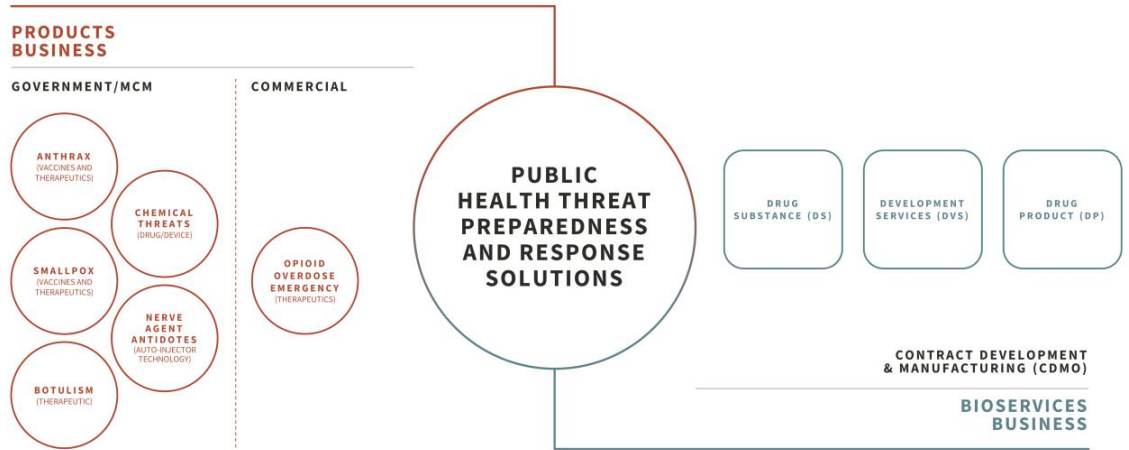 PRODUCTS
BUSINESS
GOVERNMENT/MCM
COMMERCIAL
ANTHRAX
(VACCINES AND
THERAPEUTICS)
CHEMICAL
THREATS
(DRUG/DEVICE)
SMALLPOX
(VACCINES AND
THERAPEUTICS)
NERVE
AGENT
ANTIDOTES
(AUTO-INJECTOR
TECHNOLOGY)
BOTULISM
(THERAPEUTIC)
OPIOID
OVERDOSE
EMERGENCY
(THERAPEUTICS)
PUBLIC
HEALTH THREAT
PREPAREDNESS
AND RESPONSE
SOLUTIONS
DRUG
SUBSTANCE (DS)
DEVELOPMENT
SERVICES (DVS)
DRUG
PRODUCT (DP)
CONTRACT DEVELOPMENT
& MANUFACTURING (CDMO)
BIOSERVICES
BUSINESS